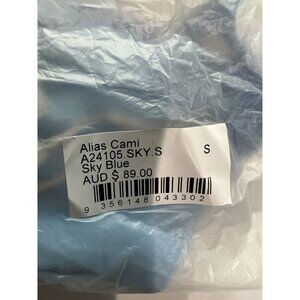 Alias Cami
A24105.SKY.S S
Sky Blue
AUD $ 89.00
9 356148 043302